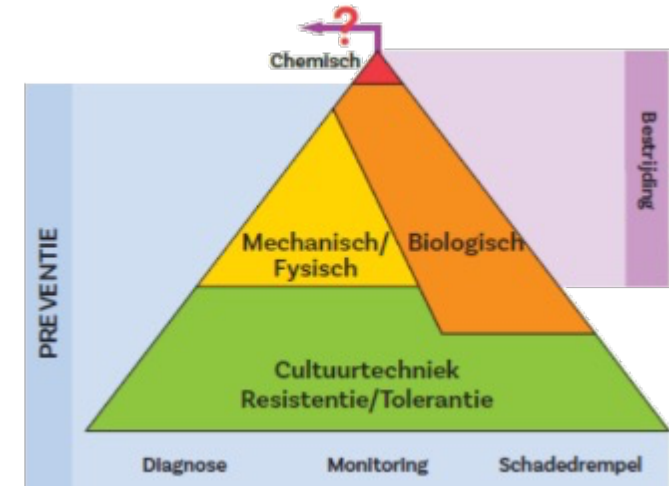 ?
Chemisch
PREVENTIE
Bestrijding
Mechanisch/
Fysisch
Biologisch
Cultuurtechniek
Resistentie/Tolerantie
Diagnose
Monitoring
Schadedrempel